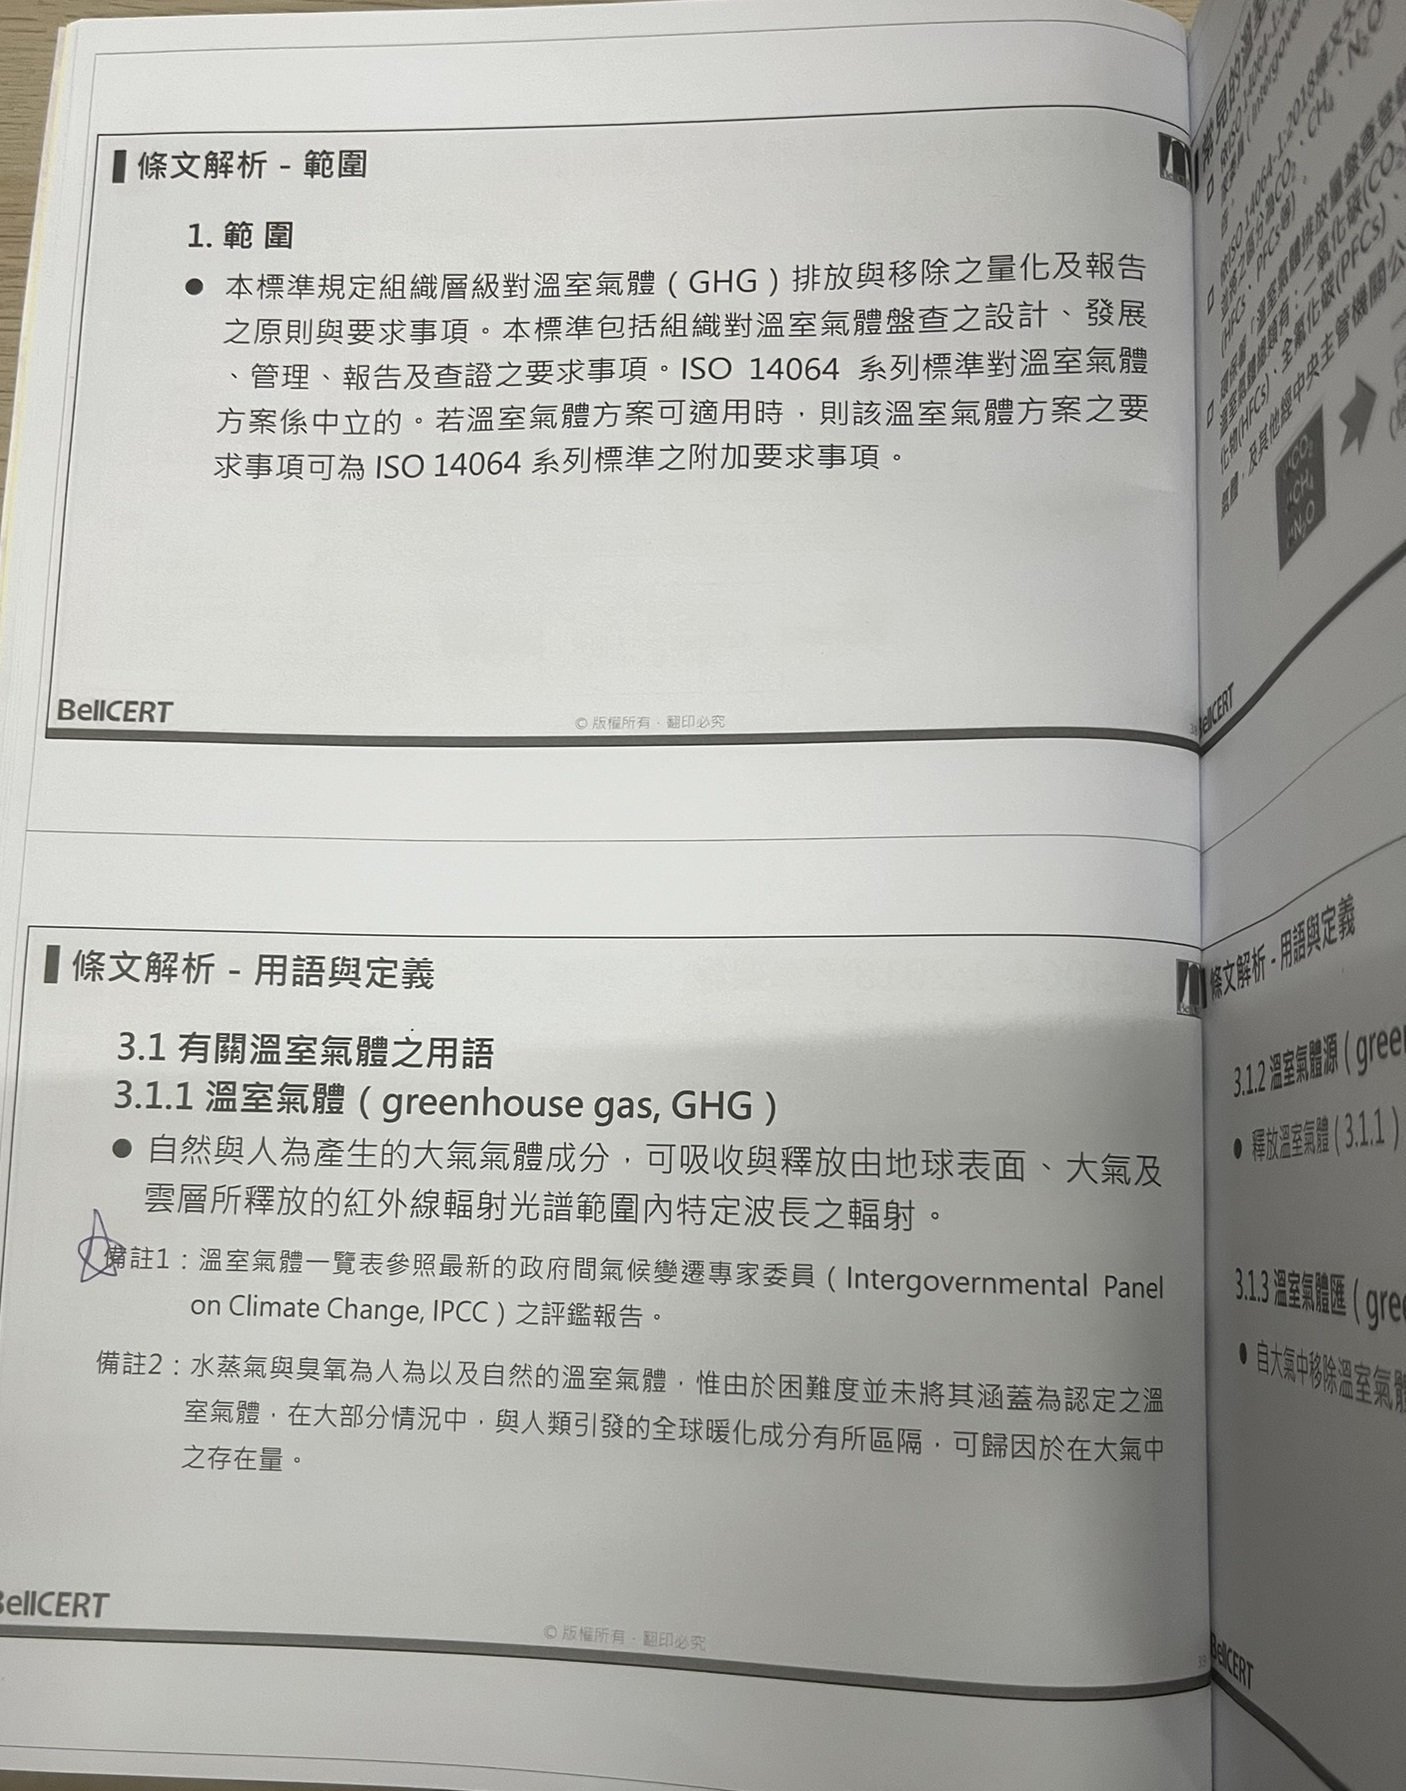 條文解析 - 範圍
1. 範 圍
● 本標準規定組織層級對溫室氣體（GHG）排放與移除之量化及報告
之原則與要求事項。本標準包括組織對溫室氣體盤查之設計、發展
、管理、報告及查證之要求事項。ISO 14064 系列標準對溫室氣體
方案係中立的。若溫室氣體方案可適用時，則該溫室氣體方案之要
求事項可為 ISO 14064 系列標準之附加要求事項。
BellCERT
© 版權所有．翻印必究
條文解析 - 用語與定義
3.1 有關溫室氣體之用語
3.1.1 溫室氣體（greenhouse gas, GHG）
● 自然與人為產生的大氣氣體成分，可吸收與釋放由地球表面、大氣及
雲層所釋放的紅外線輻射光譜範圍內特定波長之輻射。
備註1：溫室氣體一覽表參照最新的政府間氣候變遷專家委員（Intergovernmental Panel
on Climate Change, IPCC）之評鑑報告。
備註2：水蒸氣與臭氧為人為以及自然的溫室氣體，惟由於困難度並未將其涵蓋為認定之溫
室氣體，在大部分情況中，與人類引發的全球暖化成分有所區隔，可歸因於在大氣中
之存在量。
BellCERT
© 版權所有．翻印必究
39
常見的溫室
CO₂
CH₄
N₂O
BellCERT
條文解析 - 用語與定義
3.1.2 溫室氣體源（gree
● 釋放溫室氣體（3.1.1）
3.1.3 溫室氣體匯（gre
● 自大氣中移除溫室氣體
BellCERT